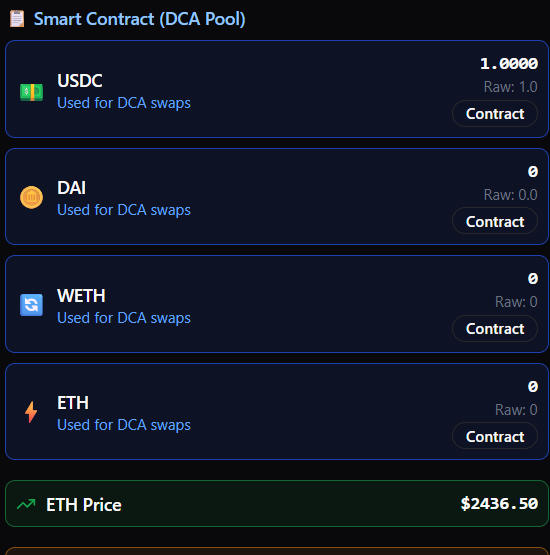 Smart Contract (DCA Pool)
USDC
Used for DCA swaps
1.0000
Raw: 1.0
Contract
DAI
Used for DCA swaps
0
Raw: 0.0
Contract
WETH
Used for DCA swaps
0
Raw: 0
Contract
ETH
Used for DCA swaps
0
Raw: 0
Contract
ETH Price
$2436.50